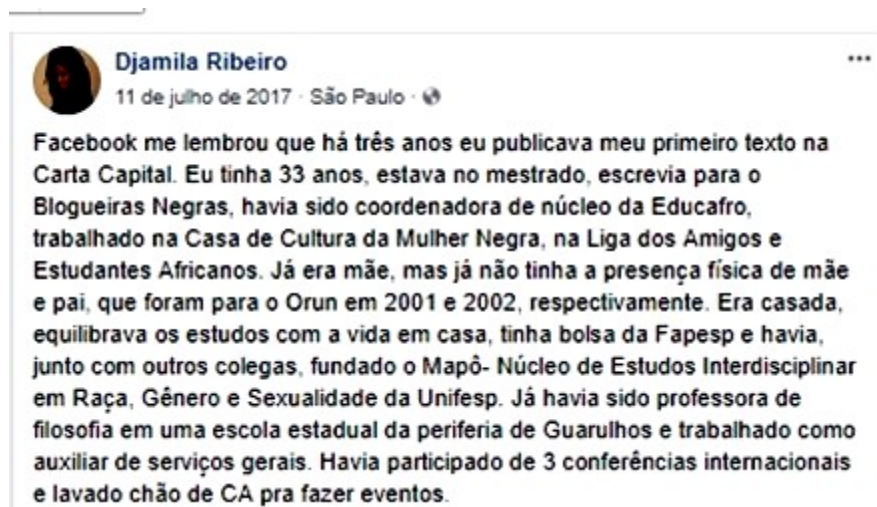 Djamila Ribeiro
11 de julho de 2017 · São Paulo ·
Facebook me lembrou que há três anos eu publicava meu primeiro texto na
Carta Capital. Eu tinha 33 anos, estava no mestrado, escrevia para o
Blogueiras Negras, havia sido coordenadora de núcleo da Educafro,
trabalhado na Casa de Cultura da Mulher Negra, na Liga dos Amigos e
Estudantes Africanos. Já era mãe, mas já não tinha a presença física de mãe
e pai, que foram para o Orun em 2001 e 2002, respectivamente. Era casada,
equilibrava os estudos com a vida em casa, tinha bolsa da Fapesp e havia,
junto com outros colegas, fundado o Mapô- Núcleo de Estudos Interdisciplinar
em Raça, Gênero e Sexualidade da Unifesp. Já havia sido professora de
filosofia em uma escola estadual da periferia de Guarulhos e trabalhado como
auxiliar de serviços gerais. Havia participado de 3 conferências internacionais
e lavado chão de CA pra fazer eventos.